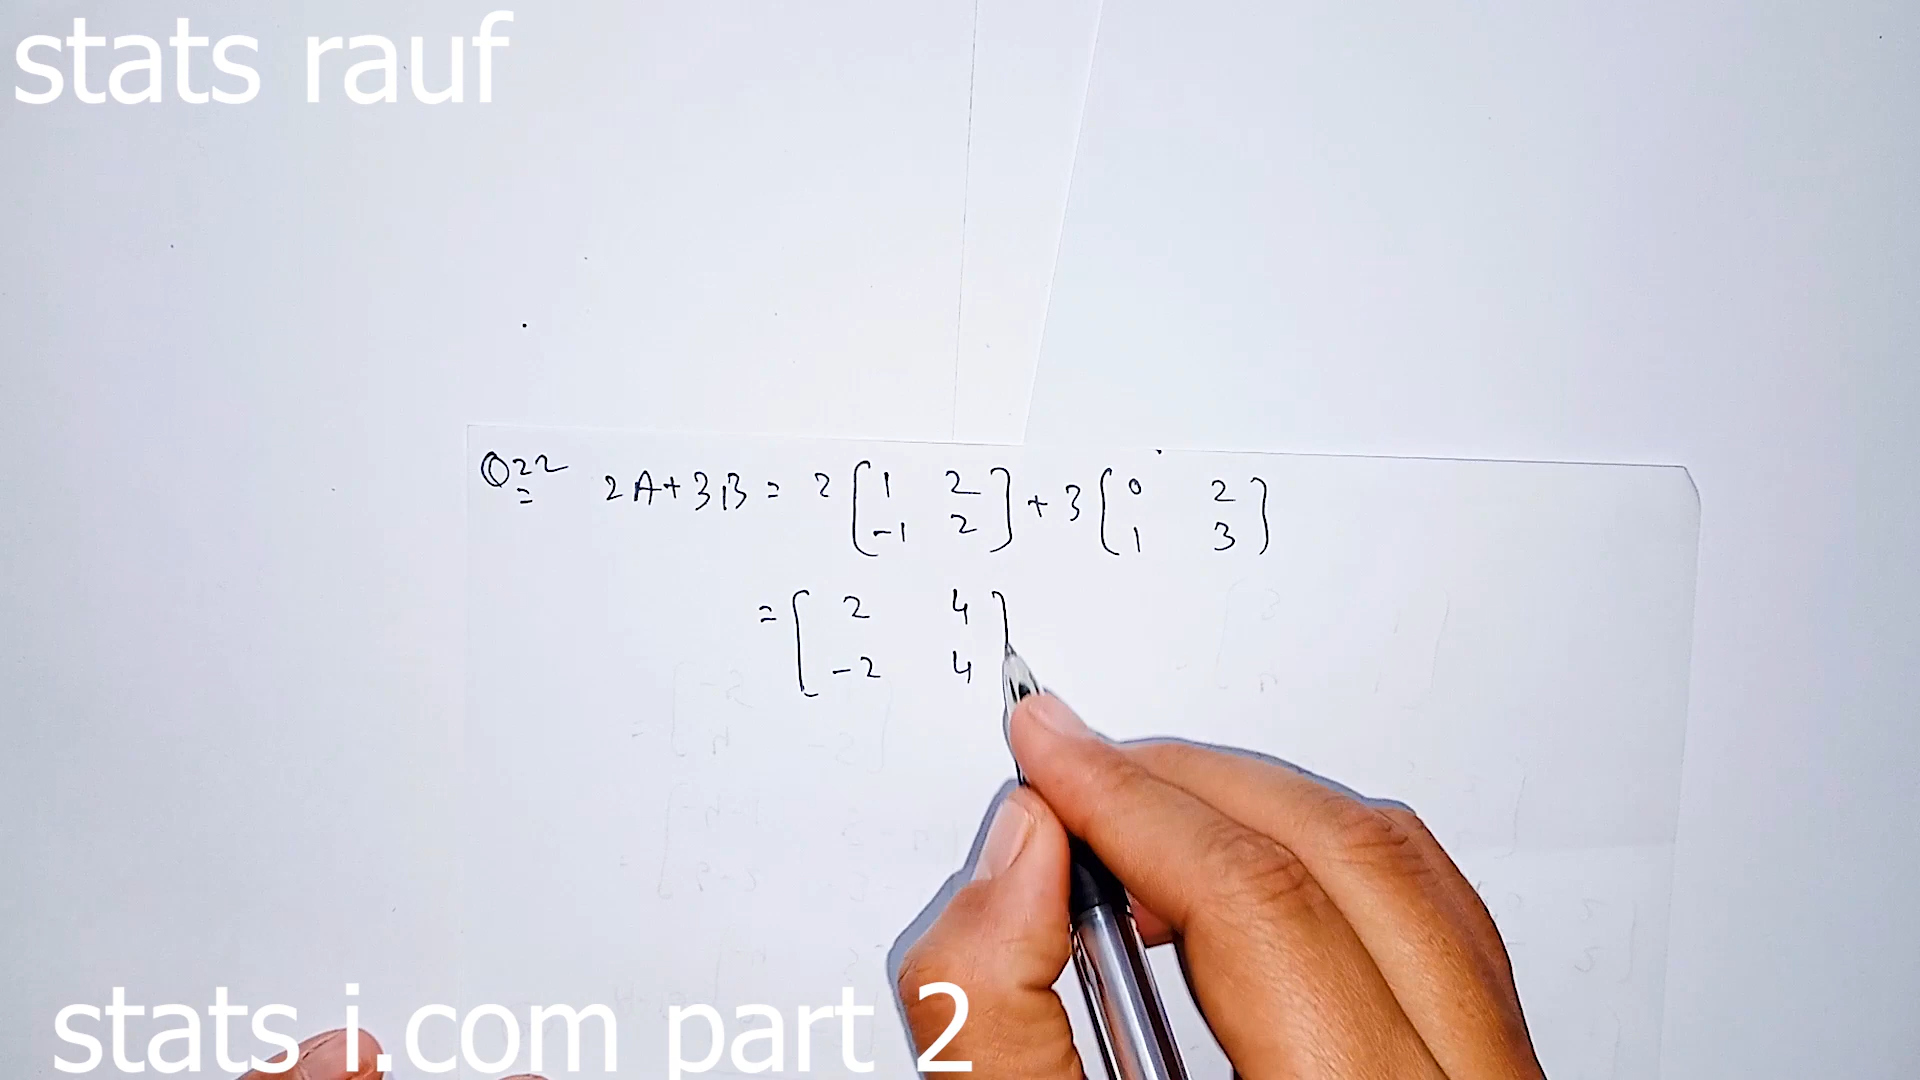 stats rauf
Q22 2A+3B = 2 [ 1 2 ] + 3 [ 0 2 ]
-1 2 1 3
= [ 2 4 ]
-2 4
stats i.com part 2